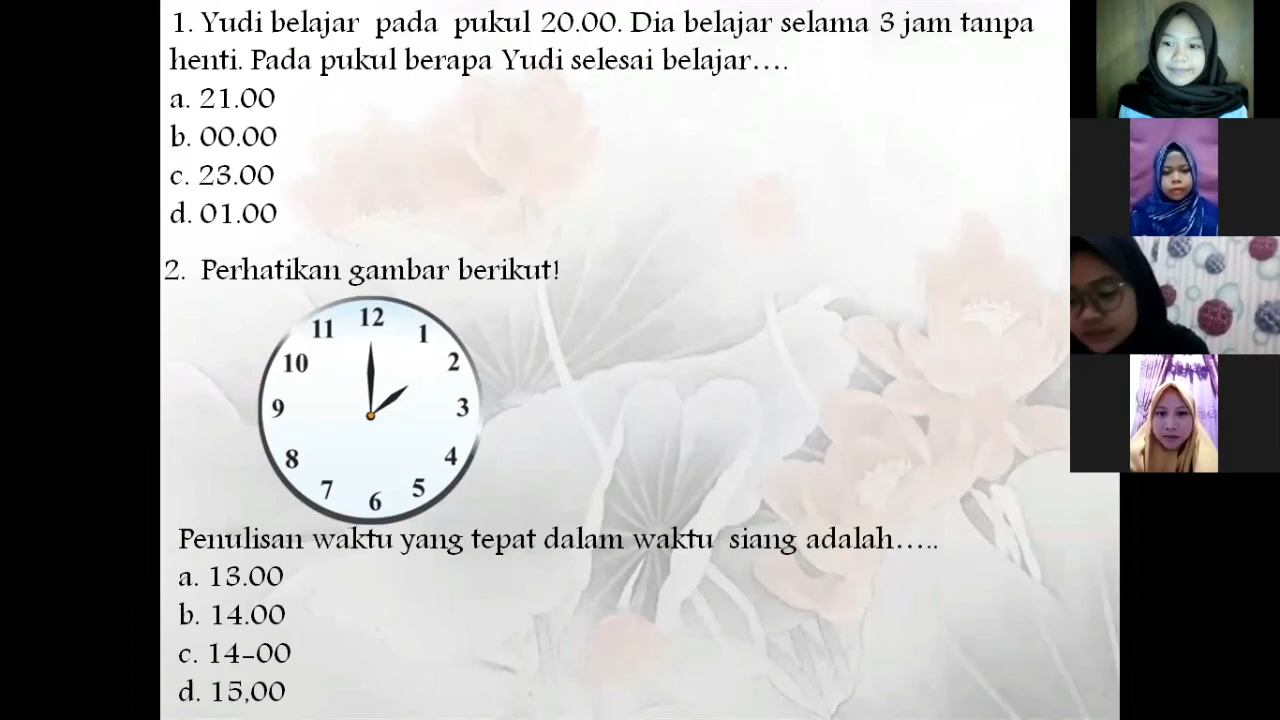 1. Yudi belajar pada pukul 20.00. Dia belajar selama 3 jam tanpa
henti. Pada pukul berapa Yudi selesai belajar....
a. 21.00
b. 00.00
c. 23.00
d. 01.00
2. Perhatikan gambar berikut!
12
11
1
10
2
9
3
8
4
7
5
6
Penulisan waktu yang tepat dalam waktu siang adalah.....
a. 13.00
b. 14.00
c. 14-00
d. 15,00